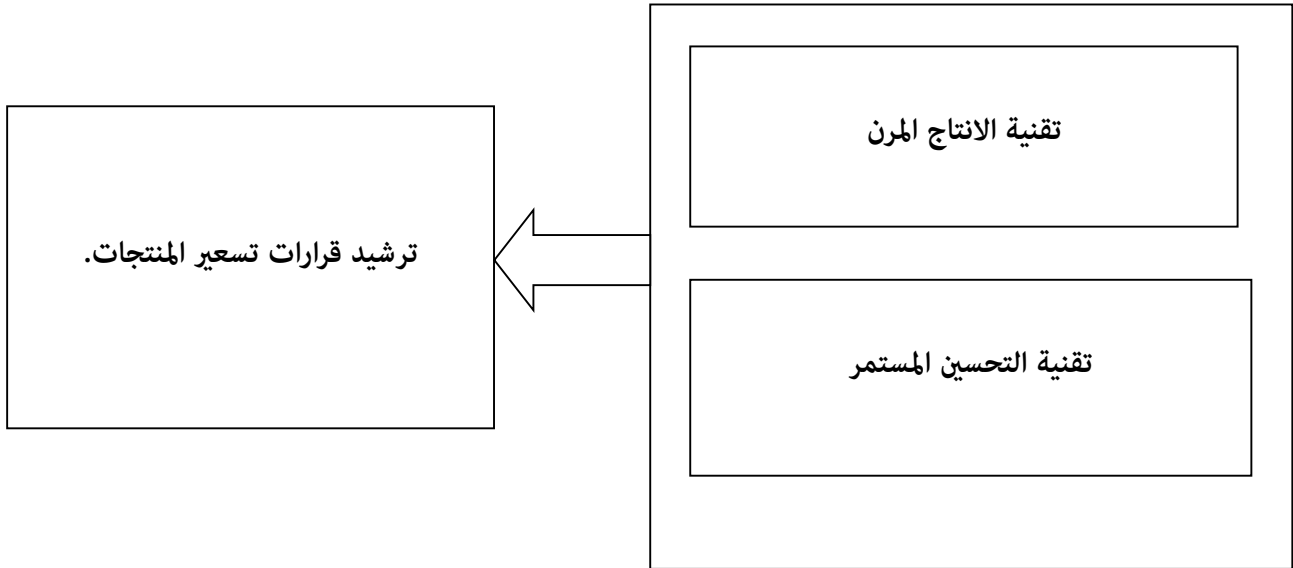 تقنية الانتاج المرن
تقنية التحسين المستمر
ترشيد قرارات تسعير المنتجات.